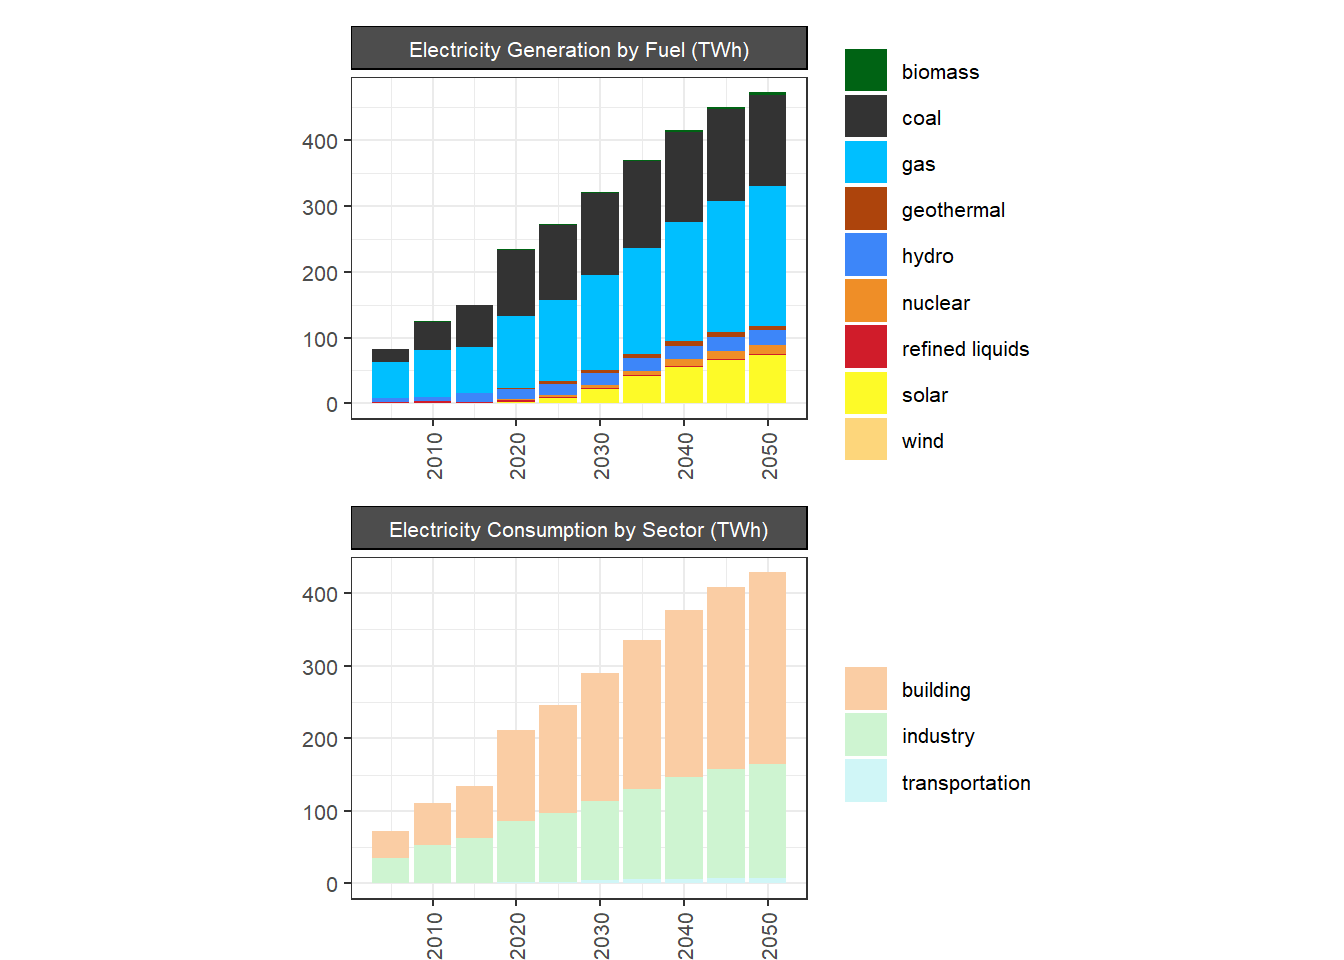 Electricity Generation by Fuel (TWh)
400
300
200
100
0
2010
2020
2030
2040
2050
biomass
coal
gas
geothermal
hydro
nuclear
refined liquids
solar
wind
Electricity Consumption by Sector (TWh)
400
300
200
100
0
2010
2020
2030
2040
2050
building
industry
transportation